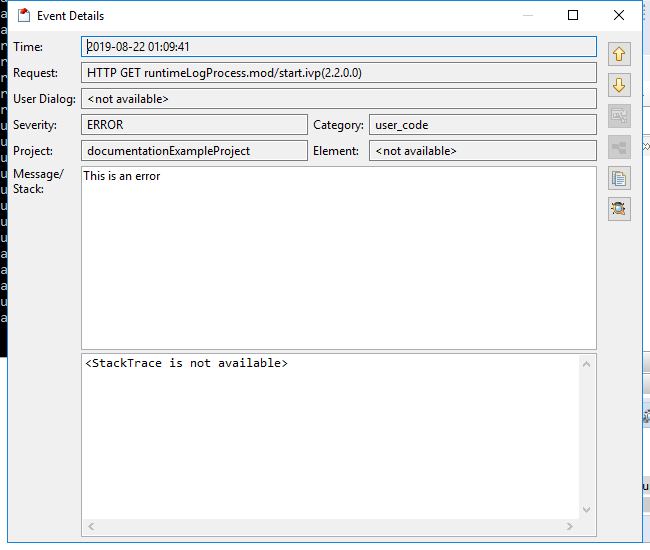 Event Details
Time: 2019-08-22 01:09:41
Request: HTTP GET runtimeLogProcess.mod/start.ivp(2.2.0.0)
User Dialog: <not available>
Severity: ERROR Category: user_code
Project: documentationExampleProject Element: <not available>
Message/ This is an error
Stack:
<StackTrace is not available>